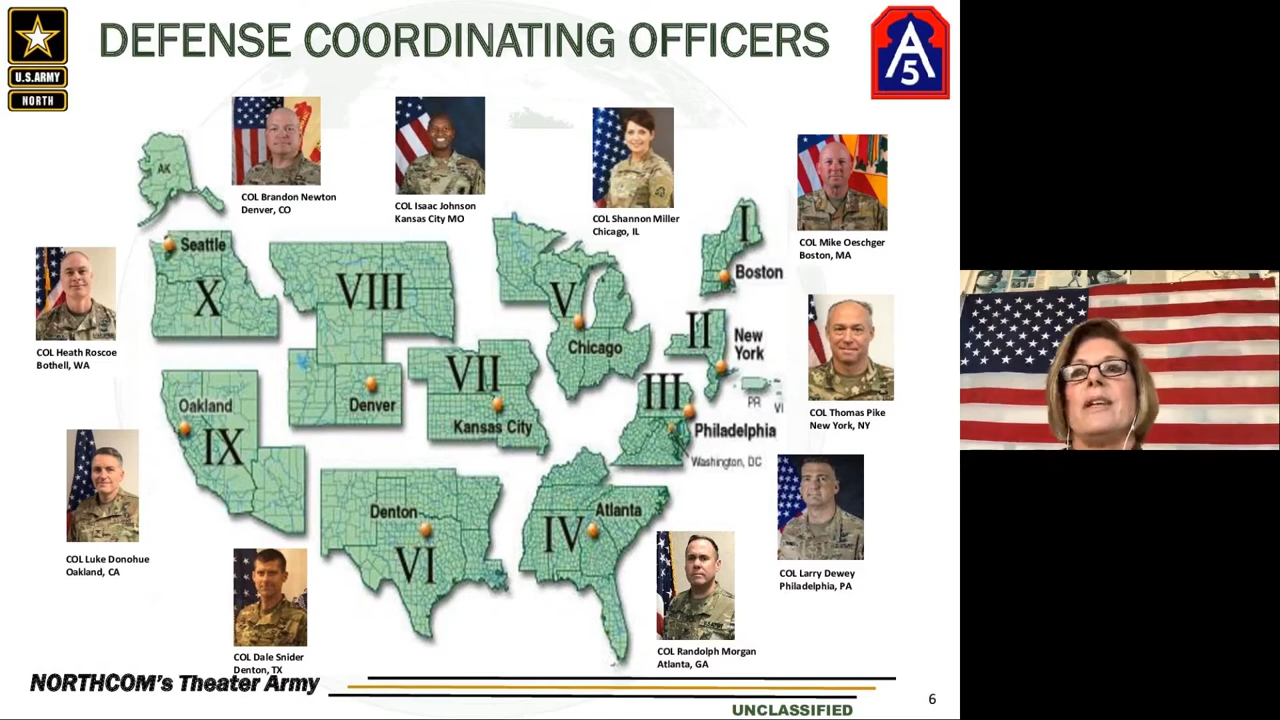 DEFENSE COORDINATING OFFICERS
U.S.ARMY
NORTH
A
5
COL Brandon Newton
Denver, CO
COL Isaac Johnson
Kansas City MO
COL Shannon Miller
Chicago, IL
COL Mike Oeschger
Boston, MA
COL Heath Roscoe
Bothell, WA
COL Thomas Pike
New York, NY
COL Luke Donohue
Oakland, CA
COL Larry Dewey
Philadelphia, PA
COL Dale Snider
Denton, TX
COL Randolph Morgan
Atlanta, GA
AK
Seattle
X
VIII
V
I
Boston
Chicago
II
New
York
VII
Denver
Kansas City
III
PR
VI
Philadelphia
Washington, DC
Oakland
IX
Denton
VI
IV
Atlanta
NORTHCOM's Theater Army
UNCLASSIFIED
6